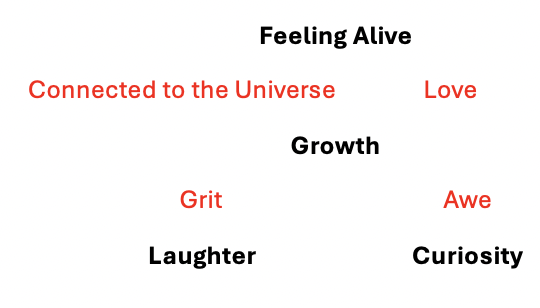 Feeling Alive
Connected to the Universe Love
Growth
Grit Awe
Laughter Curiosity